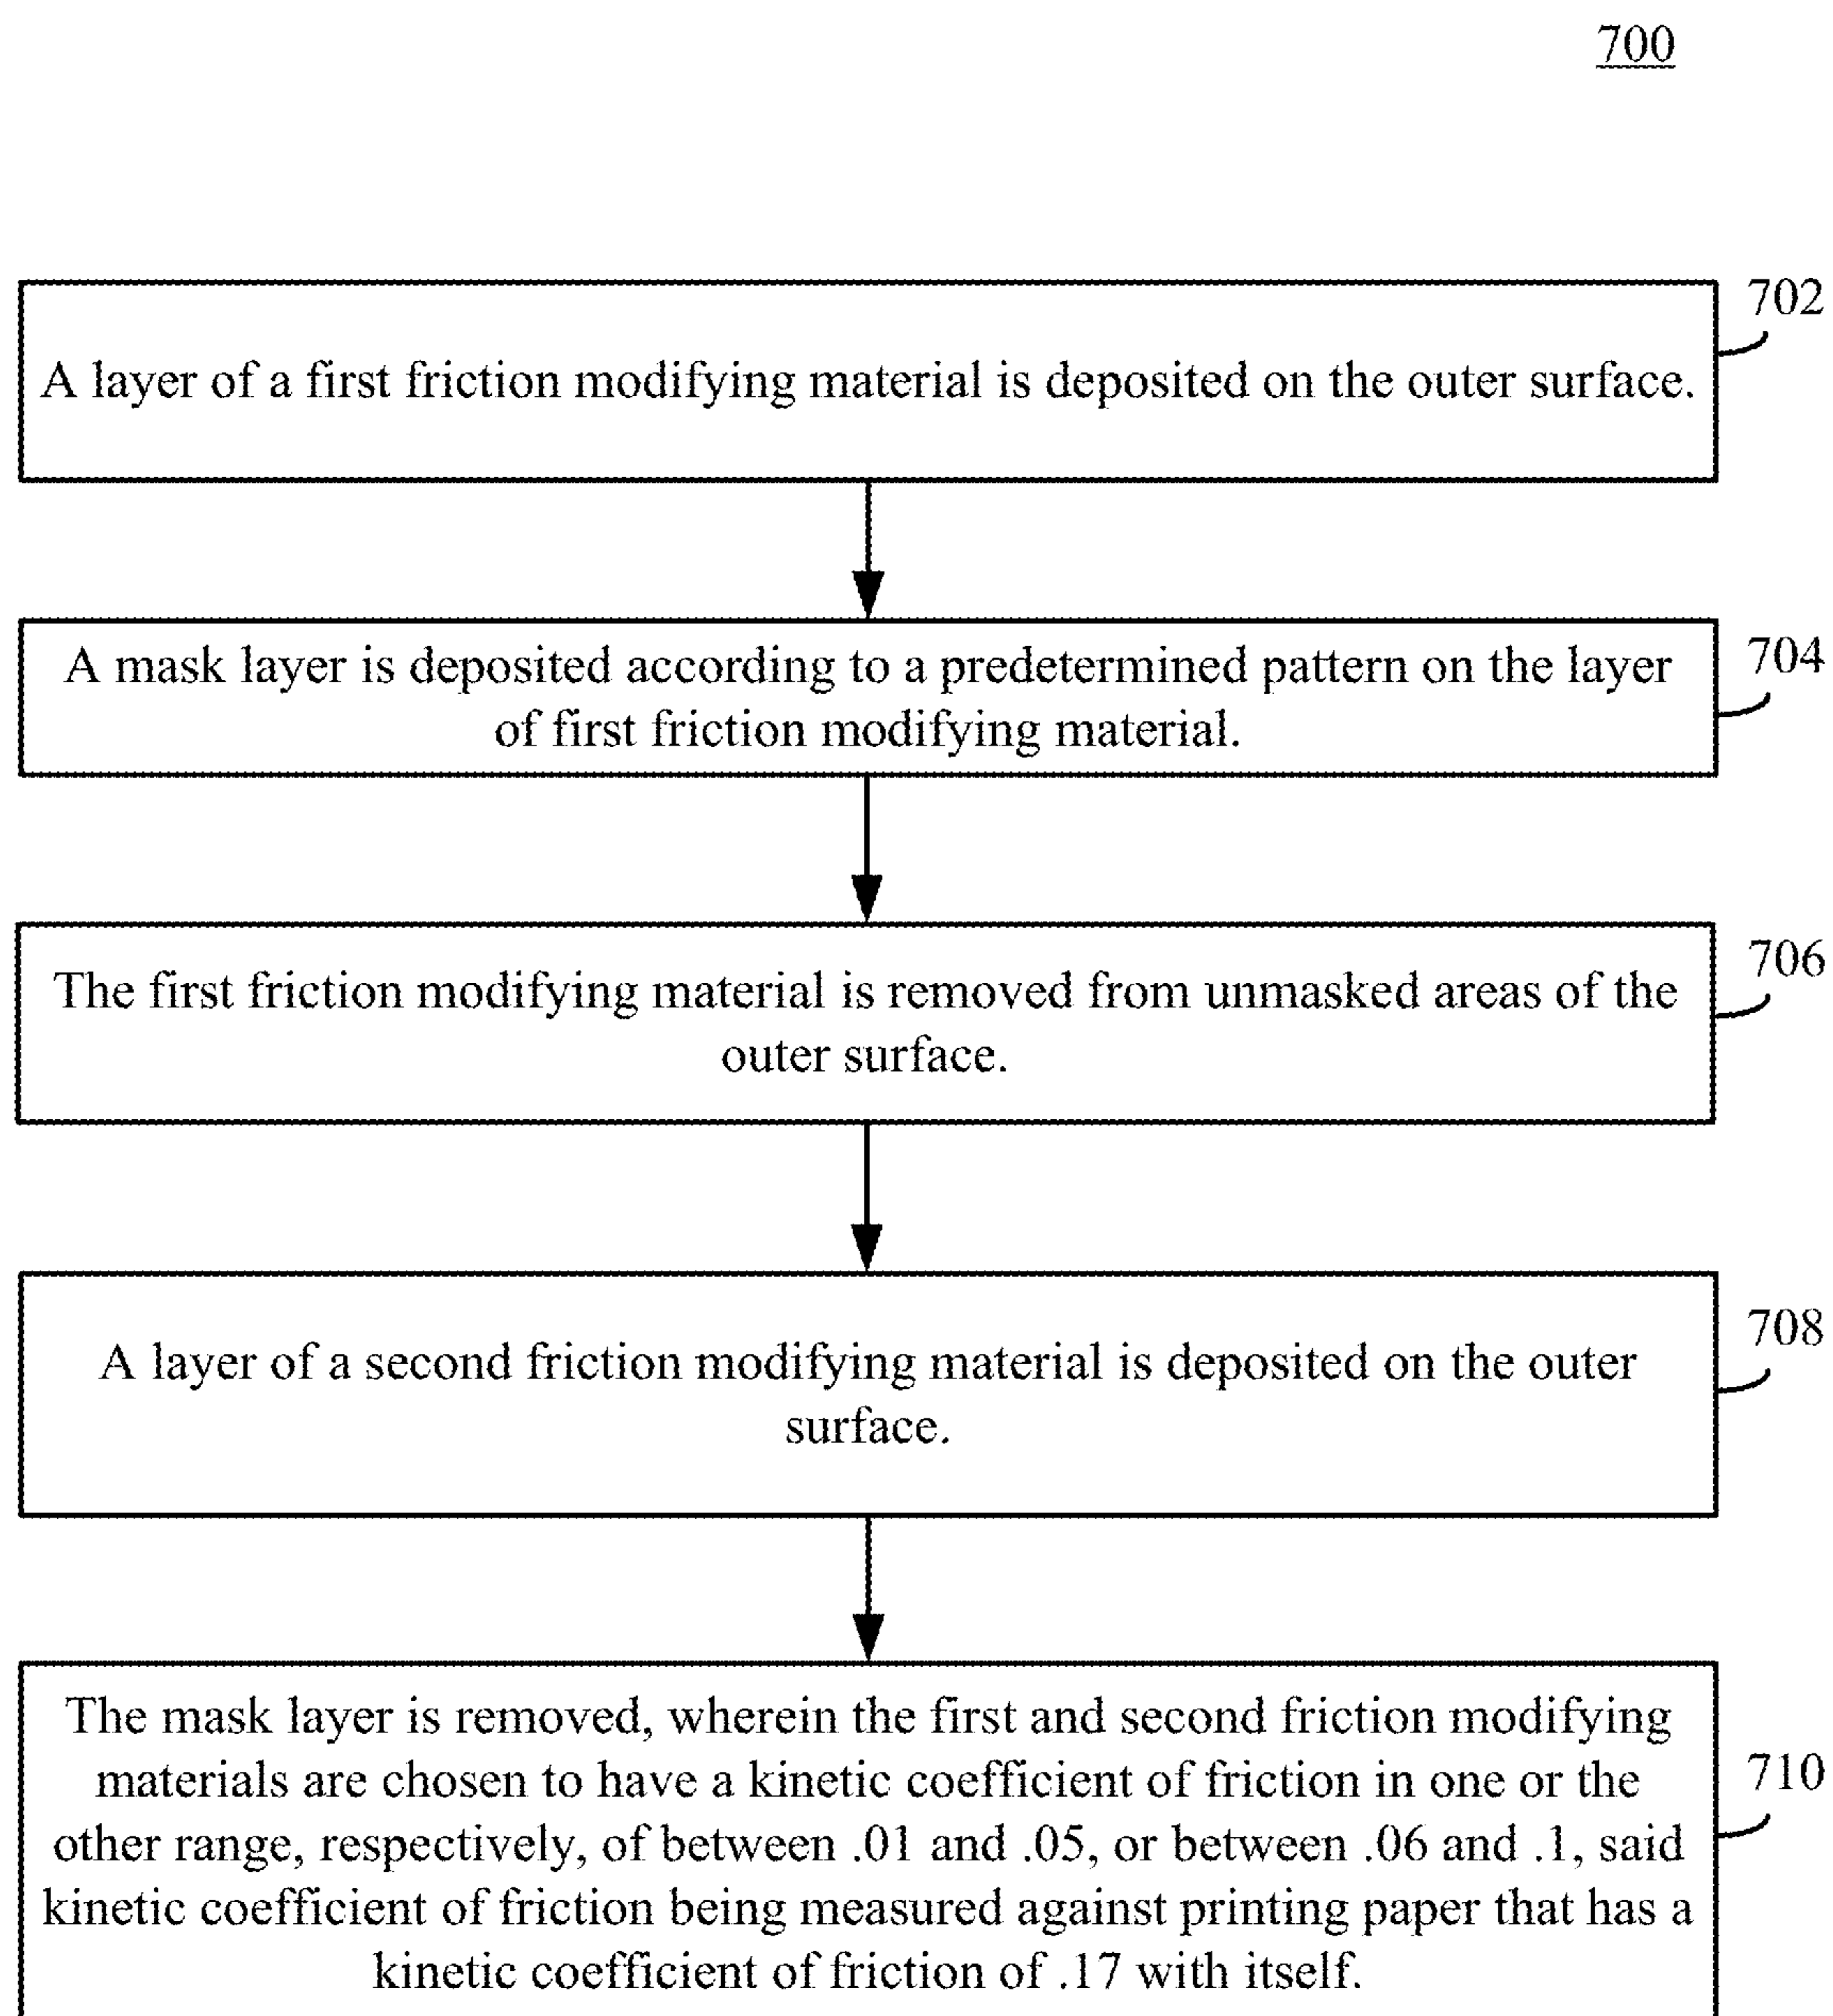 700
702
A layer of a first friction modifying material is deposited on the outer surface.
A mask layer is deposited according to a predetermined pattern on the layer
of first friction modifying material.
704
The first friction modifying material is removed from unmasked areas of the
outer surface.
706
A layer of a second friction modifying material is deposited on the outer
surface.
708
The mask layer is removed, wherein the first and second friction modifying
materials are chosen to have a kinetic coefficient of friction in one or the
other range, respectively, of between .01 and .05, or between .06 and .1, said
kinetic coefficient of friction being measured against printing paper that has a
kinetic coefficient of friction of .17 with itself.
710